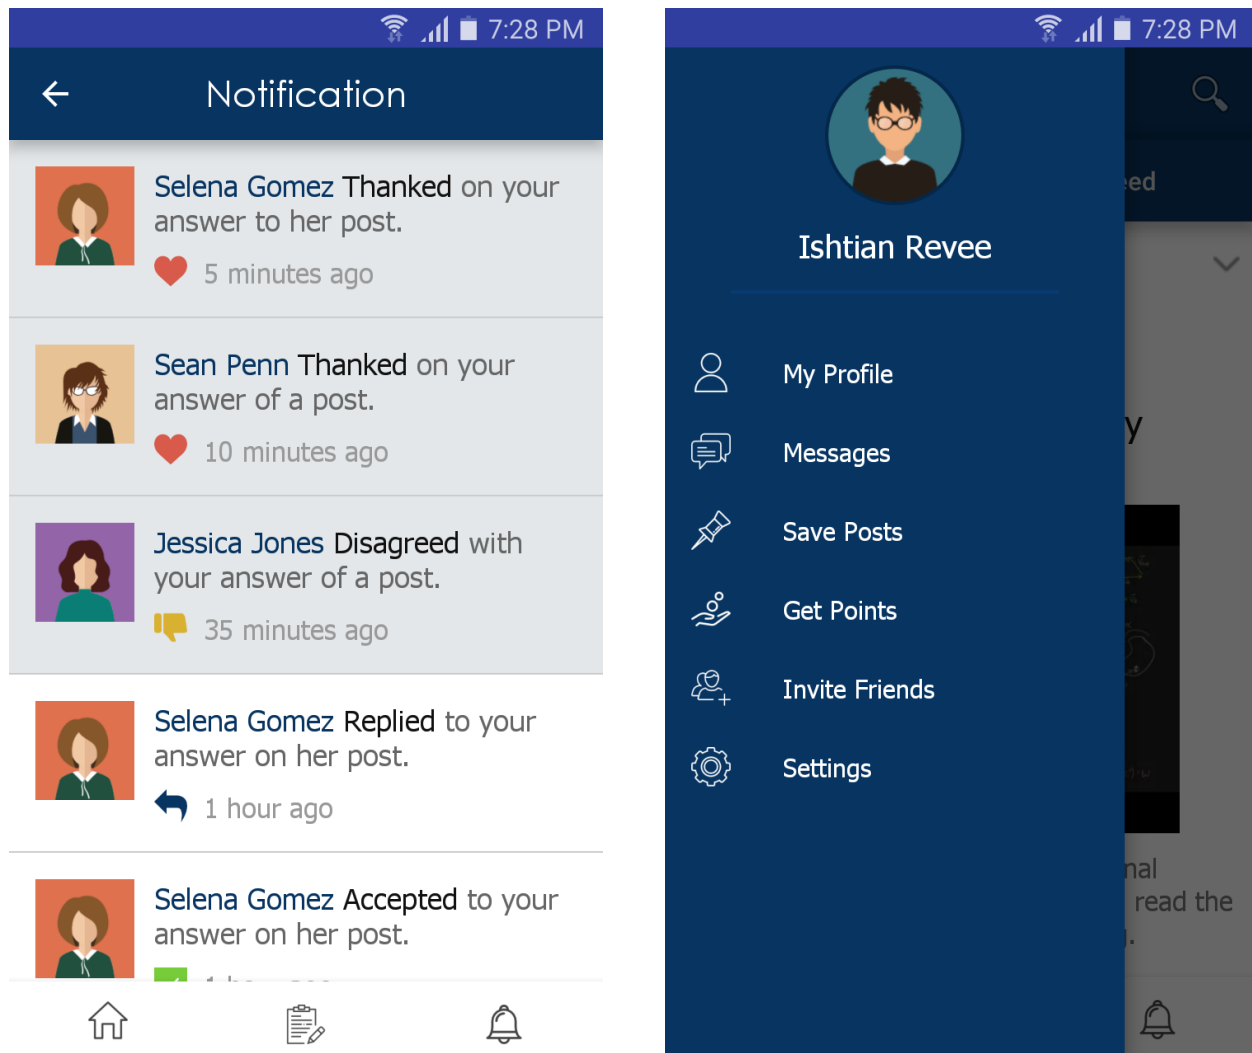 7:28 PM
Notification
Selena Gomez Thanked on your
answer to her post.
5 minutes ago
Sean Penn Thanked on your
answer of a post.
10 minutes ago
Jessica Jones Disagreed with
your answer of a post.
35 minutes ago
Selena Gomez Replied to your
answer on her post.
1 hour ago
Selena Gomez Accepted to your
answer on her post.
1 hour ago
7:28 PM
eed
Ishtian Revee
My Profile
y
Messages
Save Posts
Get Points
Invite Friends
Settings
nal
read the